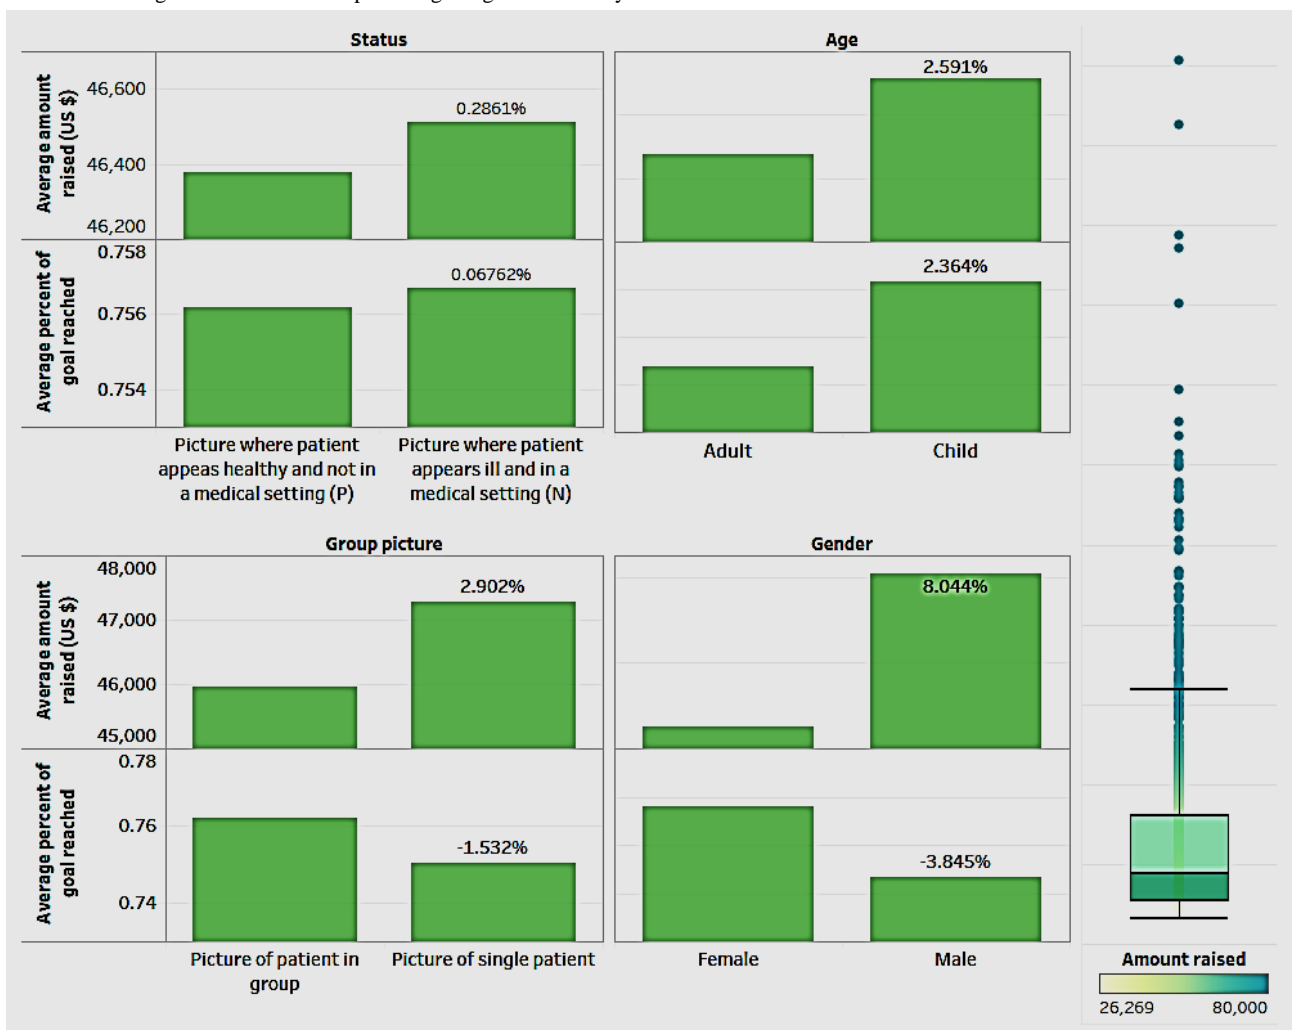 Status
Average amount
raised (US $)
46,600
46,400
46,200
0.2861%
Average percent of
goal reached
0.758
0.756
0.754
0.06762%
Picture where patient
appeas healthy and not in
a medical setting (P)
Picture where patient
appears ill and in a
medical setting (N)
Age
2.591%
2.364%
Adult
Child
Group picture
Average amount
raised (US $)
48,000
47,000
46,000
45,000
2.902%
Average percent of
goal reached
0.78
0.76
0.74
-1.532%
Picture of patient in
group
Picture of single patient
Gender
8.044%
-3.845%
Female
Male
Amount raised
26,269
80,000